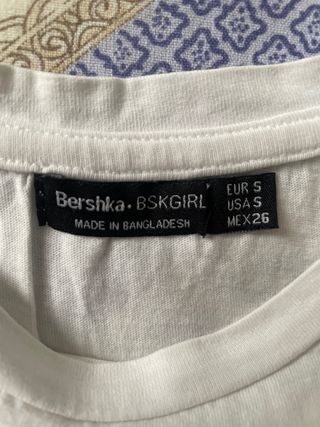 Bershka • BSKGIRL
MADE IN BANGLADESH
EUR S
USA S
MEX 26